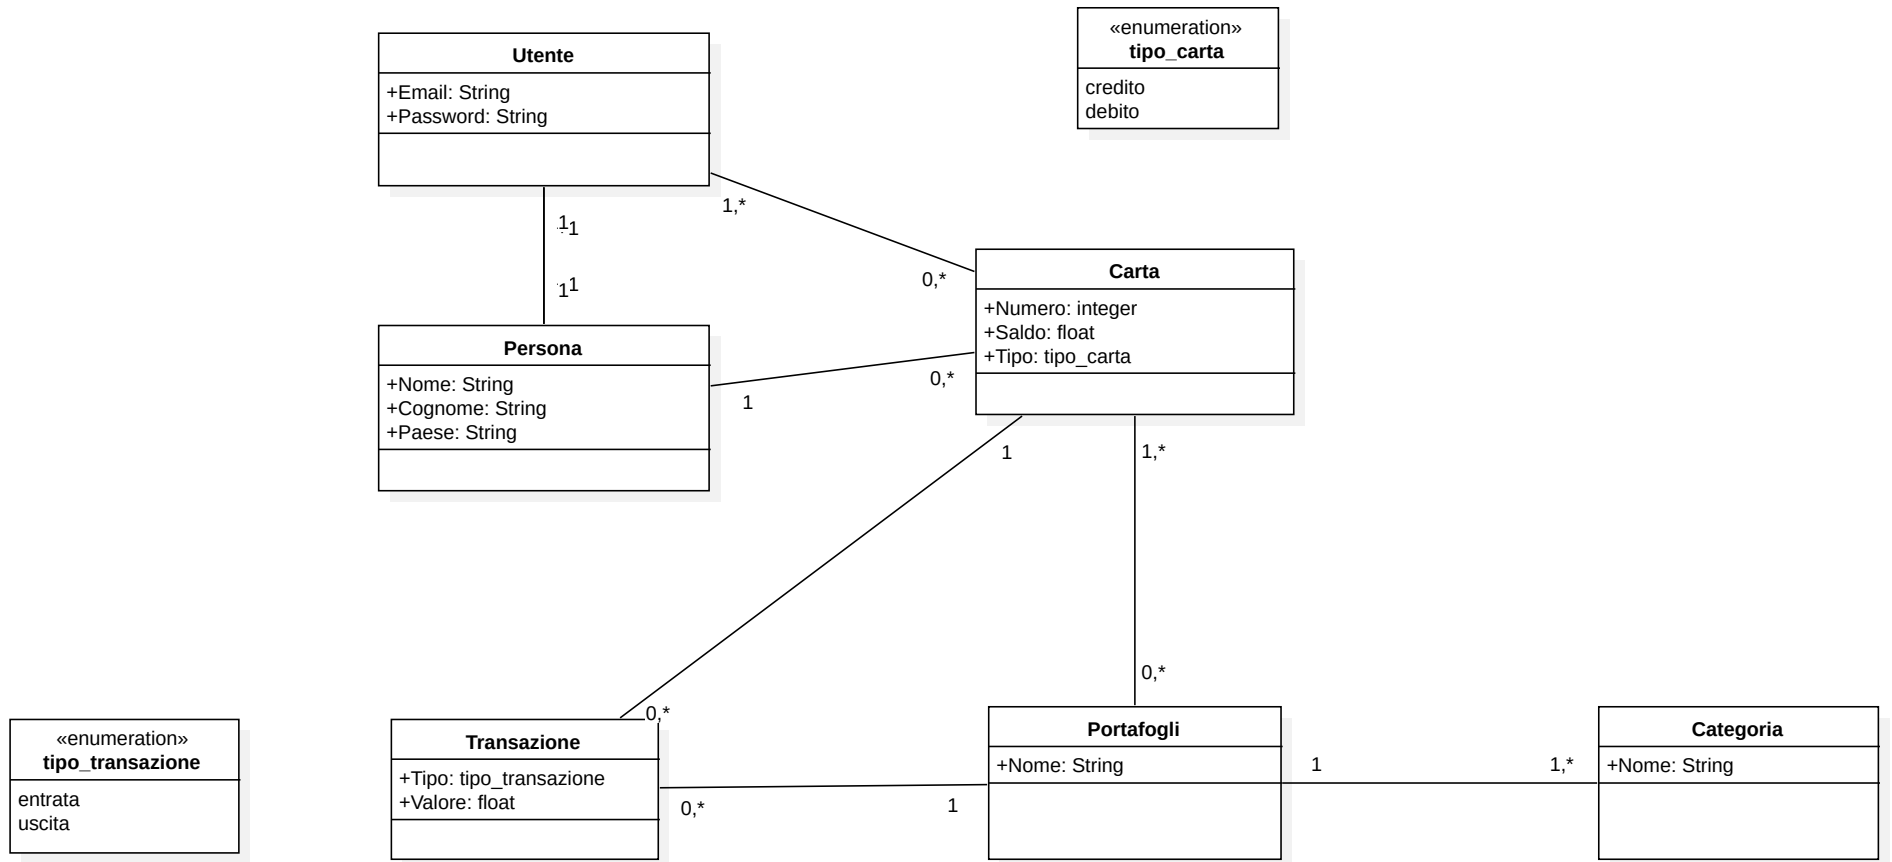 «enumeration»
tipo_carta
credito
debito
Utente
+Email: String
+Password: String
1,*
0,*
1
1
1
1
Carta
+Numero: integer
+Saldo: float
+Tipo: tipo_carta
Persona
+Nome: String
+Cognome: String
+Paese: String
1
0,*
1
1,*
0,*
0,*
«enumeration»
tipo_transazione
entrata
uscita
Transazione
+Tipo: tipo_transazione
+Valore: float
0,*
1
Portafogli
+Nome: String
1
1,*
Categoria
+Nome: String